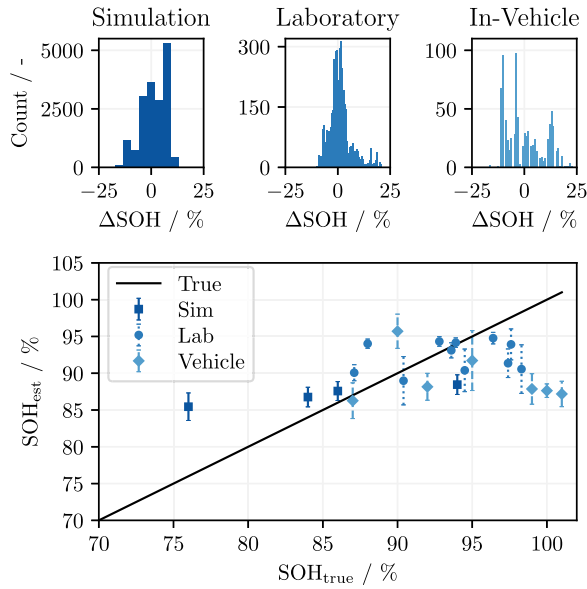 Simulation Laboratory In-Vehicle
5000 300 100
Count / -
2500 150 50
0 0 0
−25 0 25 −25 0 25 −25 0 25
ΔSOH / % ΔSOH / % ΔSOH / %
105
100
95
90
85
80
75
70
SOH_est / %
True
Sim
Lab
Vehicle
70 75 80 85 90 95 100
SOH_true / %